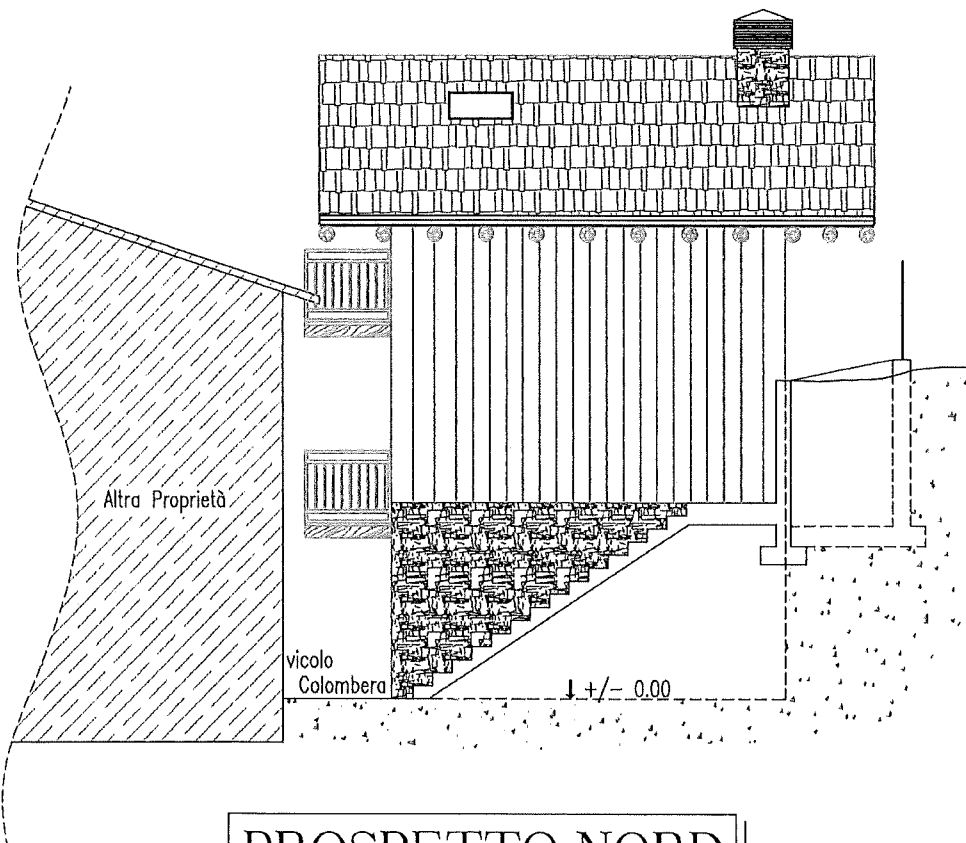 Altra Proprietà
vicolo
Colombera
+/- 0.00
PROSPETTO NORD